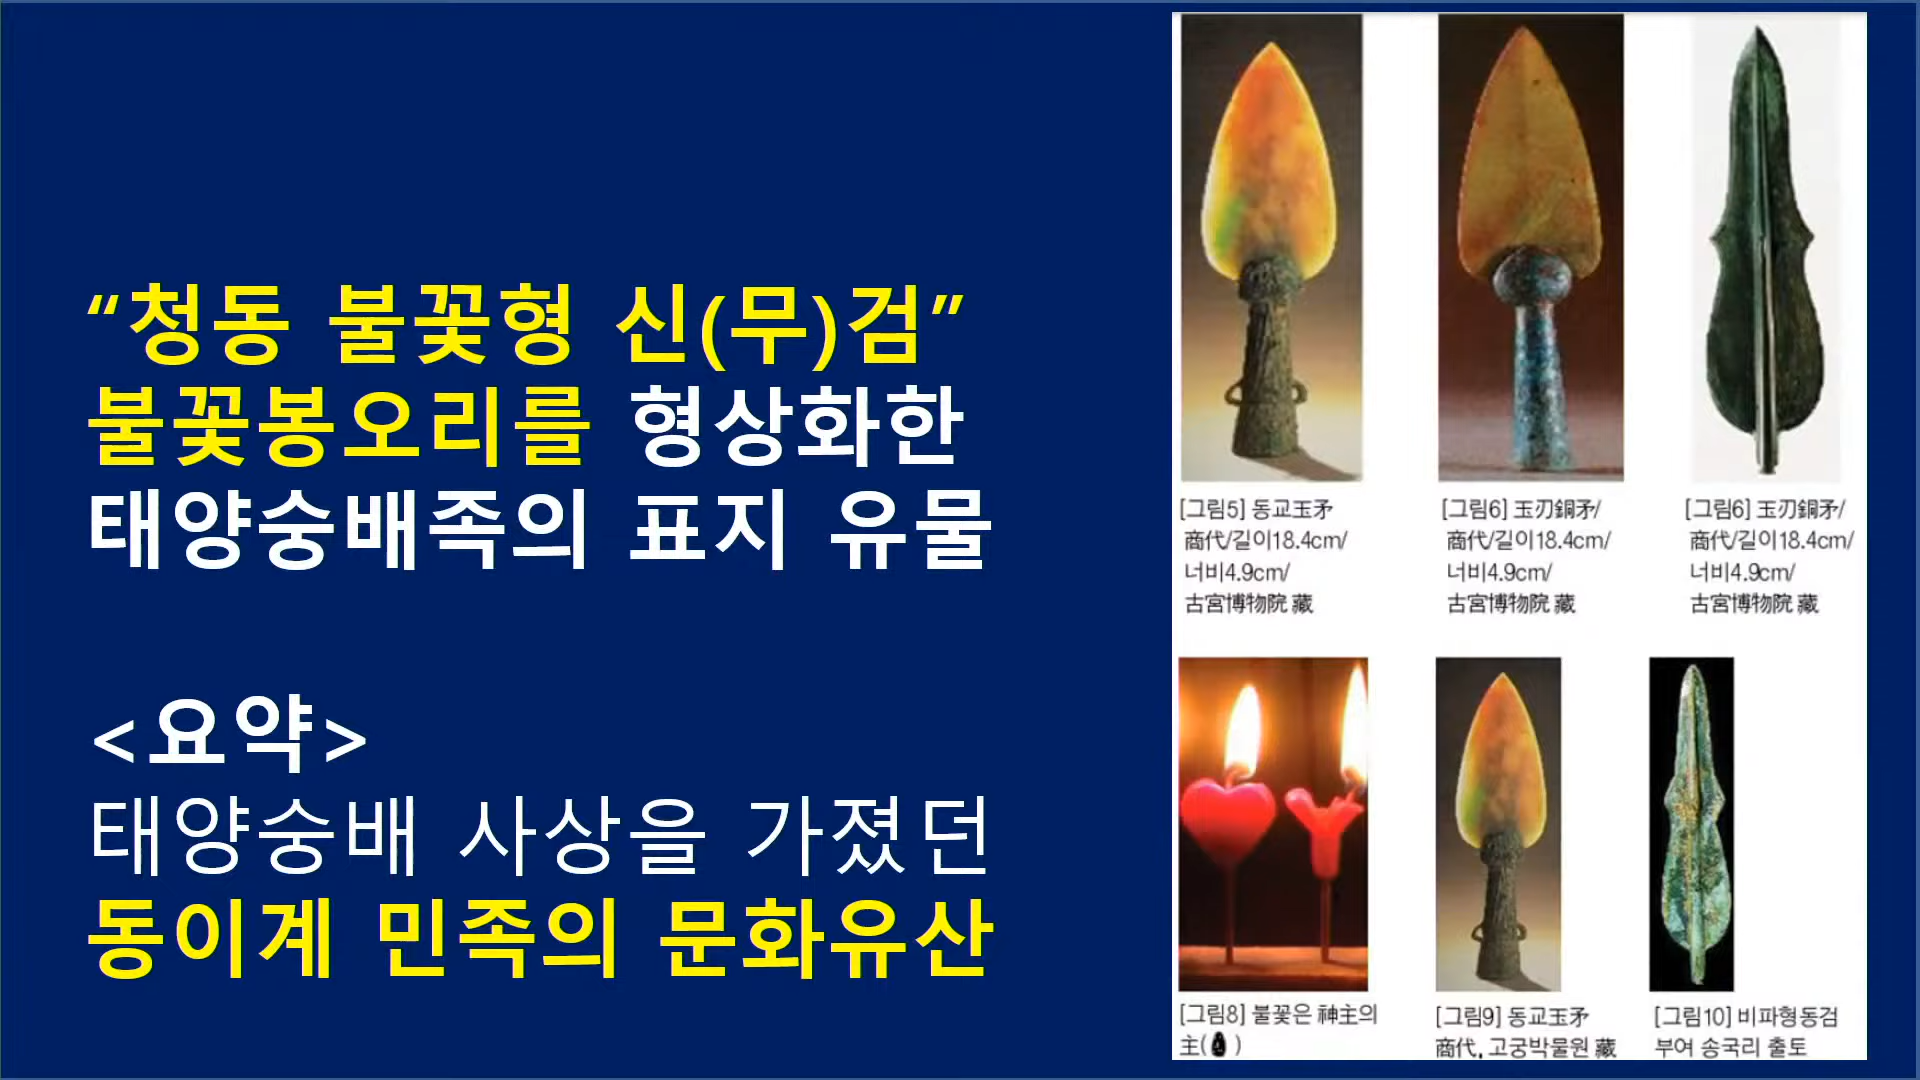 “청동 불꽃형 신(무)검”
불꽃봉오리를 형상화한
태양숭배족의 표지 유물
<요약>
태양숭배 사상을 가졌던
동이계 민족의 문화유산
[그림5] 동교玉矛
商代/길이18.4cm/
너비4.9cm/
古宮博物院 藏
[그림6] 玉刃銅矛/
商代/길이18.4cm/
너비4.9cm/
古宮博物院 藏
[그림6] 玉刃銅矛/
商代/길이18.4cm/
너비4.9cm/
古宮博物院 藏
[그림8] 불꽃은 神主의
主( )
[그림9] 동교玉矛
商代, 고궁박물원 藏
[그림10] 비파형동검
부여 송국리 출토